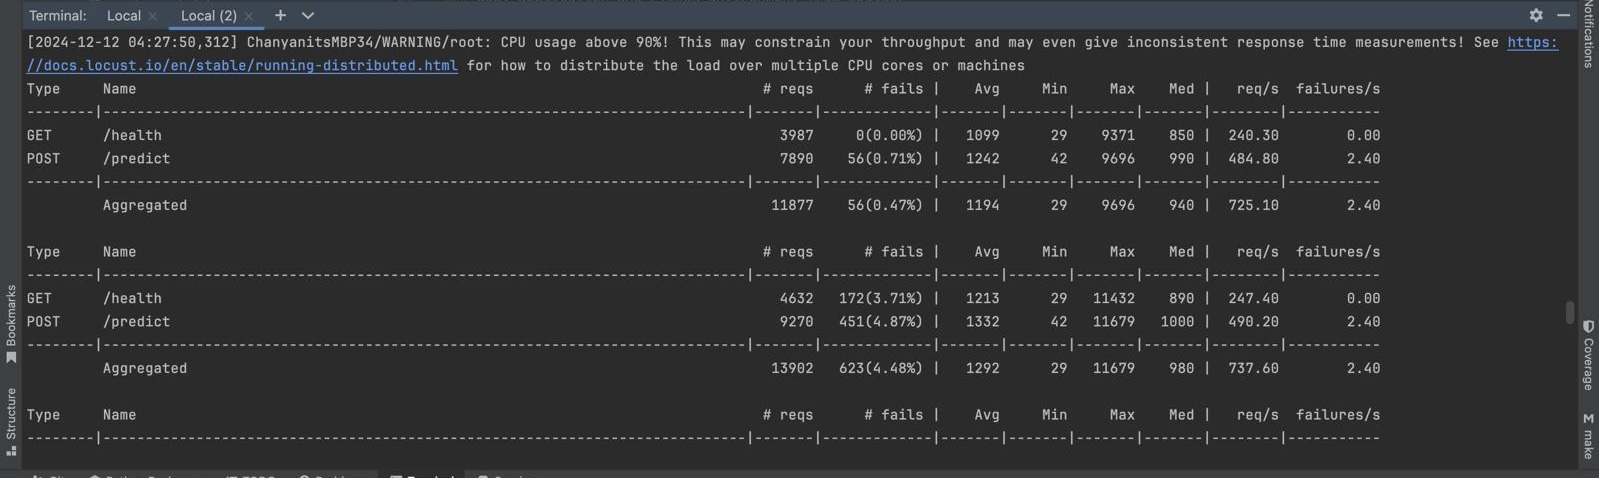 Terminal: Local × Local (2) × + 
[2024-12-12 04:27:50,312] ChanyanitsMBP34/WARNING/root: CPU usage above 90%! This may constrain your throughput and may even give inconsistent response time measurements! See https:
//docs.locust.io/en/stable/running-distributed.html for how to distribute the load over multiple CPU cores or machines
Type Name # reqs # fails | Avg Min Max Med | req/s failures/s
--------|----------------------------------------------------------------------------|-------|-------------|-------|-------|-------|-------|--------|-----------
GET /health 3987 0(0.00%) | 1099 29 9371 850 | 240.30 0.00
POST /predict 7890 56(0.71%) | 1242 42 9696 990 | 484.80 2.40
--------|----------------------------------------------------------------------------|-------|-------------|-------|-------|-------|-------|--------|-----------
Aggregated 11877 56(0.47%) | 1194 29 9696 940 | 725.10 2.40
Type Name # reqs # fails | Avg Min Max Med | req/s failures/s
--------|----------------------------------------------------------------------------|-------|-------------|-------|-------|-------|-------|--------|-----------
GET /health 4632 172(3.71%) | 1213 29 11432 890 | 247.40 0.00
POST /predict 9270 451(4.87%) | 1332 42 11679 1000 | 490.20 2.40
--------|----------------------------------------------------------------------------|-------|-------------|-------|-------|-------|-------|--------|-----------
Aggregated 13902 623(4.48%) | 1292 29 11679 980 | 737.60 2.40
Type Name # reqs # fails | Avg Min Max Med | req/s failures/s
--------|----------------------------------------------------------------------------|-------|-------------|-------|-------|-------|-------|--------|-----------
Bookmarks
Structure
Notifications
Coverage
M make